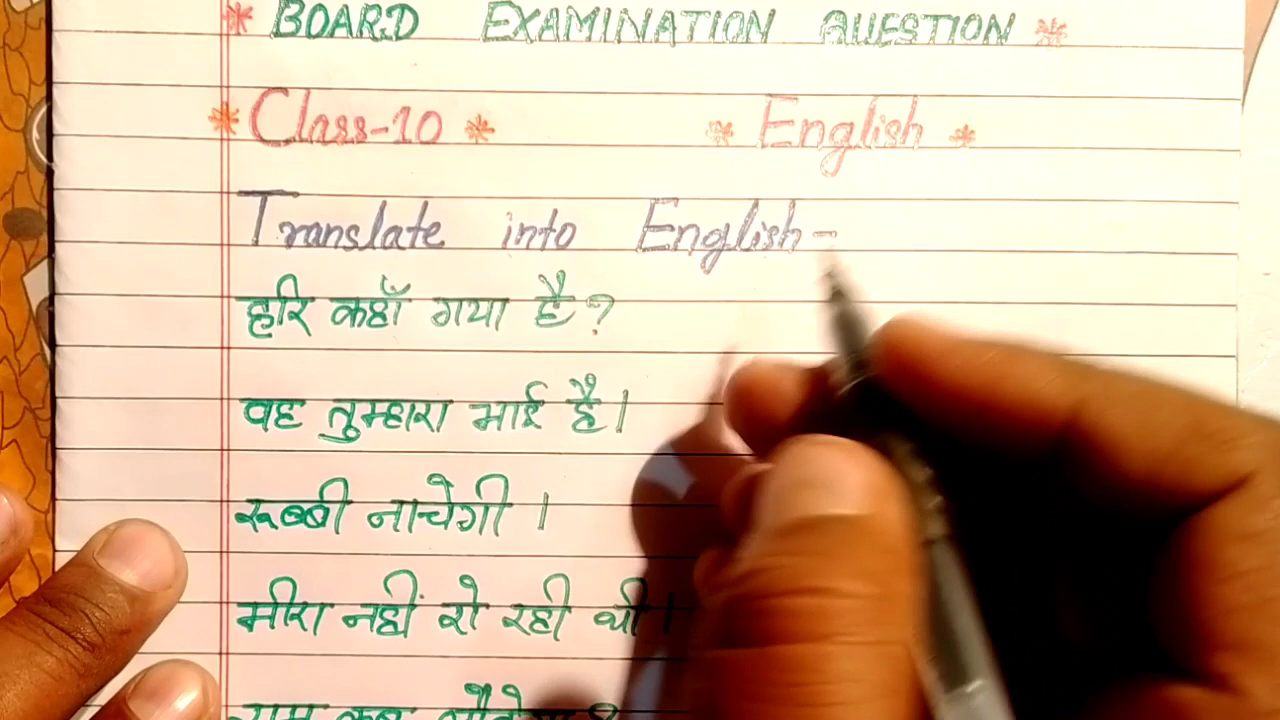 * BOARD EXAMINATION QUESTION *
* Class-10 * * English *
Translate into English-
हरि कहाँ गया है?
वह तुम्हारा भाई है।
रूब्बी नाचेगी ।
मीरा नहीं रो रही थी।